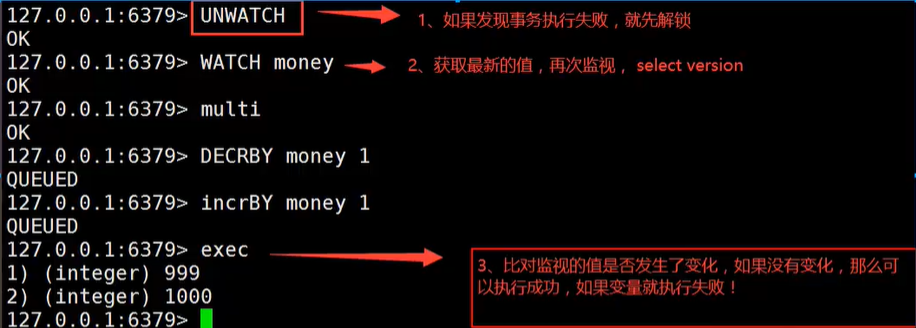 127.0.0.1:6379> UNWATCH
1、如果发现事务执行失败，就先解锁
OK
127.0.0.1:6379> WATCH money
2、获取最新的值，再次监视， select version
OK
127.0.0.1:6379> multi
OK
127.0.0.1:6379> DECRBY money 1
QUEUED
127.0.0.1:6379> incrBY money 1
QUEUED
127.0.0.1:6379> exec
1) (integer) 999
2) (integer) 1000
127.0.0.1:6379>
3、比对监视的值是否发生了变化，如果没有变化，那么可
以执行成功，如果变量就执行失败！